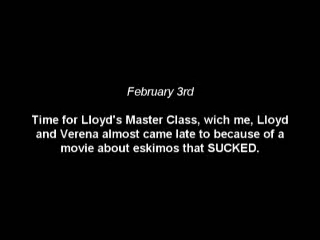 February 3rd
Time for Lloyd's Master Class, wich me, Lloyd
and Verena almost came late to because of a
movie about eskimos that SUCKED.